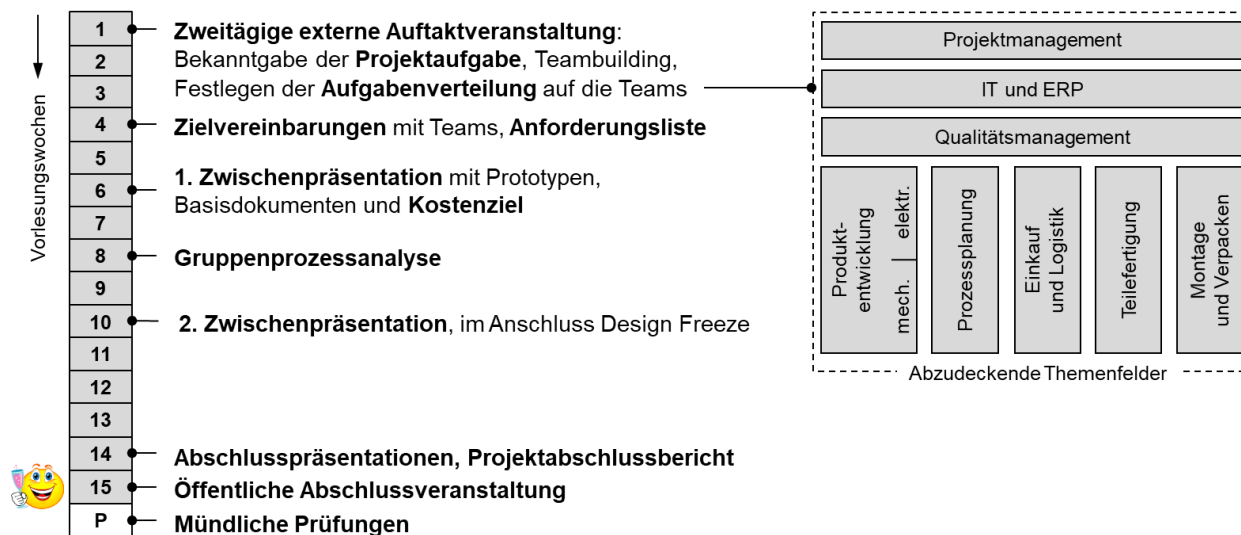 Vorlesungswochen
1
2
3
4
5
6
7
8
9
10
11
12
13
14
15
P
Zweitägige externe Auftaktveranstaltung:
Bekanntgabe der Projektaufgabe, Teambuilding,
Festlegen der Aufgabenverteilung auf die Teams
Zielvereinbarungen mit Teams, Anforderungsliste
1. Zwischenpräsentation mit Prototypen,
Basisdokumenten und Kostenziel
Gruppenprozessanalyse
2. Zwischenpräsentation, im Anschluss Design Freeze
Abschlusspräsentationen, Projektabschlussbericht
Öffentliche Abschlussveranstaltung
Mündliche Prüfungen
Projektmanagement
IT und ERP
Qualitätsmanagement
Produkt-
entwicklung
mech.
elektr.
Prozessplanung
Einkauf
und Logistik
Teilefertigung
Montage
und Verpacken
Abzudeckende Themenfelder